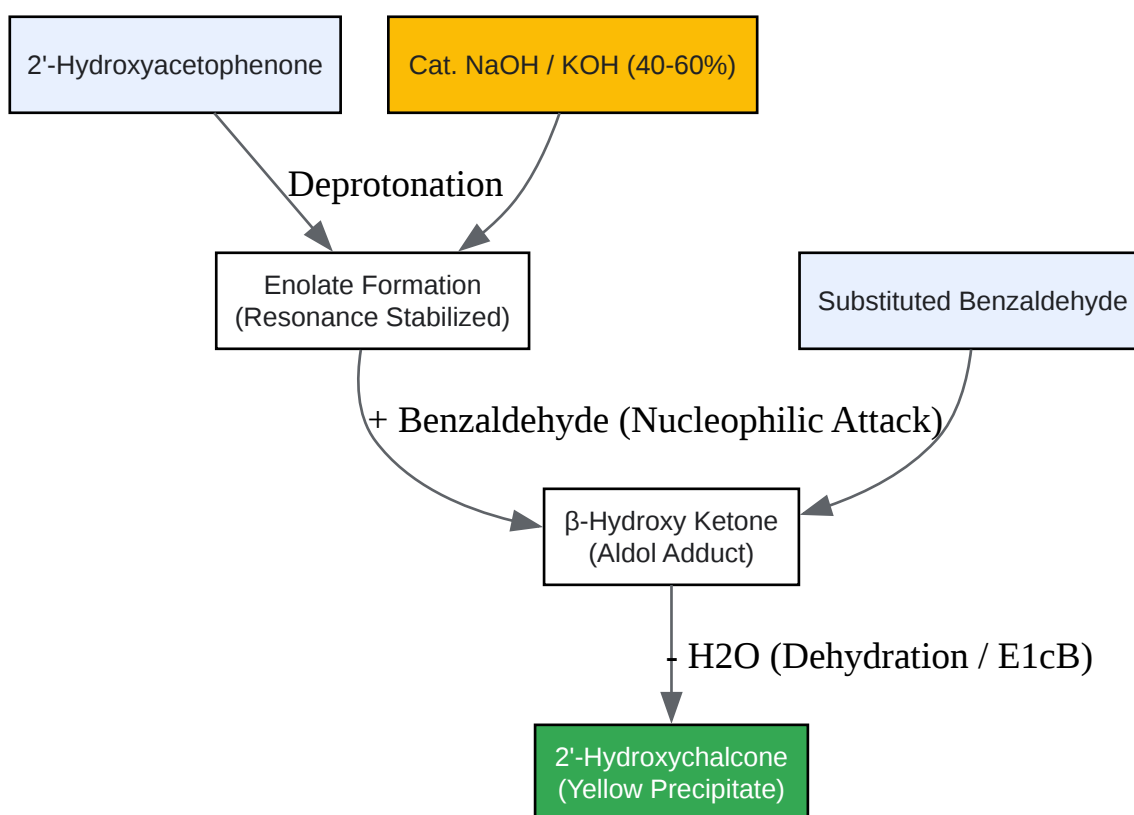 2'-Hydroxyacetophenone
Cat. NaOH / KOH (40-60%)
Deprotonation
Enolate Formation
(Resonance Stabilized)
Substituted Benzaldehyde
+ Benzaldehyde (Nucleophilic Attack)
β-Hydroxy Ketone
(Aldol Adduct)
- H2O (Dehydration / E1cB)
2'-Hydroxychalcone
(Yellow Precipitate)